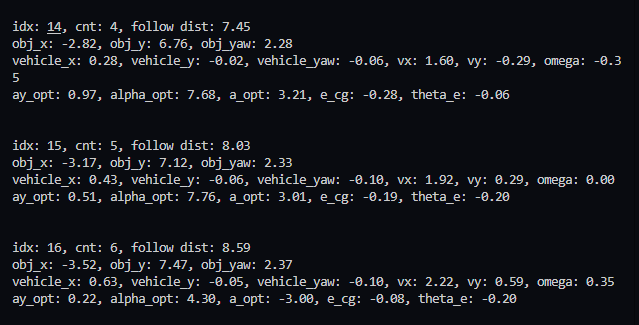 idx: 14, cnt: 4, follow dist: 7.45
obj_x: -2.82, obj_y: 6.76, obj_yaw: 2.28
vehicle_x: 0.28, vehicle_y: -0.02, vehicle_yaw: -0.06, vx: 1.60, vy: -0.29, omega: -0.3
5
ay_opt: 0.97, alpha_opt: 7.68, a_opt: 3.21, e_cg: -0.28, theta_e: -0.06
idx: 15, cnt: 5, follow dist: 8.03
obj_x: -3.17, obj_y: 7.12, obj_yaw: 2.33
vehicle_x: 0.43, vehicle_y: -0.06, vehicle_yaw: -0.10, vx: 1.92, vy: 0.29, omega: 0.00
ay_opt: 0.51, alpha_opt: 7.76, a_opt: 3.01, e_cg: -0.19, theta_e: -0.20
idx: 16, cnt: 6, follow dist: 8.59
obj_x: -3.52, obj_y: 7.47, obj_yaw: 2.37
vehicle_x: 0.63, vehicle_y: -0.05, vehicle_yaw: -0.10, vx: 2.22, vy: 0.59, omega: 0.35
ay_opt: 0.22, alpha_opt: 4.30, a_opt: -3.00, e_cg: -0.08, theta_e: -0.20